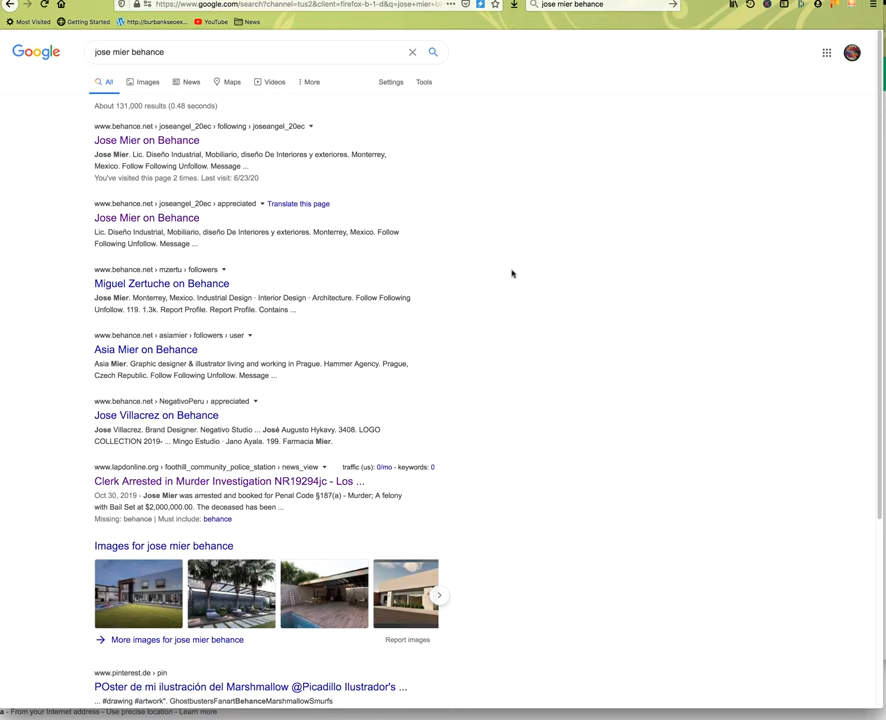 https://www.google.com/search?channel=tus2&client=firefox-b-1-d&q=jose+mier+b
jose mier behance
Most Visited Getting Started http://burbankseoex... YouTube News
Google jose mier behance
All Images News Maps Videos More Settings Tools
About 131,000 results (0.48 seconds)
www.behance.net › joseangel_20ec › following › joseangel_20ec
Jose Mier on Behance
Jose Mier. Lic. Diseño Industrial, Mobiliario, diseño De Interiores y exteriores. Monterrey,
Mexico. Follow Following Unfollow. Message ...
You've visited this page 2 times. Last visit: 6/23/20
www.behance.net › joseangel_20ec › appreciated Translate this page
Jose Mier on Behance
Lic. Diseño Industrial, Mobiliario, diseño De Interiores y exteriores. Monterrey, Mexico. Follow
Following Unfollow. Message ...
www.behance.net › mzertu › followers
Miguel Zertuche on Behance
Jose Mier. Monterrey, Mexico. Industrial Design · Interior Design · Architecture. Follow Following
Unfollow. 119. 1.3k. Report Profile. Report Profile. Contains ...
www.behance.net › asiamier › followers › user
Asia Mier on Behance
Asia Mier. Graphic designer & illustrator living and working in Prague. Hammer Agency. Prague,
Czech Republic. Follow Following Unfollow. Message ...
www.behance.net › NegativoPeru › appreciated
Jose Villacrez on Behance
Jose Villacrez. Brand Designer. Negativo Studio ... José Augusto Hykavy. 3408. LOGO
COLLECTION 2019- ... Mingo Estudio · Jano Ayala. 199. Farmacia Mier.
www.lapdonline.org › foothill_community_police_station › news_view traffic (us): 0/mo - keywords: 0
Clerk Arrested in Murder Investigation NR19294jc - Los ...
Oct 30, 2019 - Jose Mier was arrested and booked for Penal Code §187(a) - Murder; A felony
with Bail Set at $2,000,000.00. The deceased has been ...
Missing: behance | Must include: behance
Images for jose mier behance
More images for jose mier behance Report images
www.pinterest.de › pin
POster de mi ilustración del Marshmallow @Picadillo Ilustrador's ...
... #drawing #artwork". GhostbustersFanartBehanceMarshmallowSmurfs
a - From your Internet address - Use precise location - Learn more